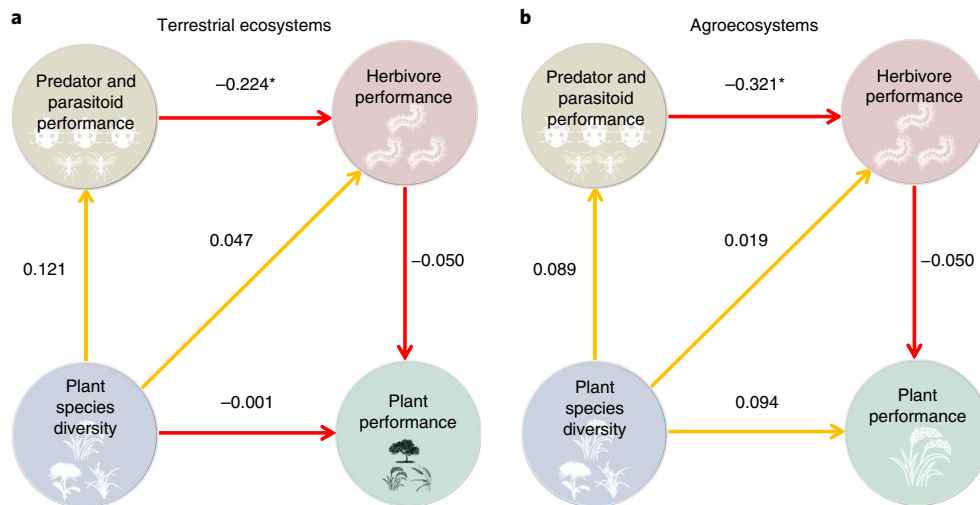 a
Terrestrial ecosystems
Predator and
parasitoid
performance
–0.224*
Herbivore
performance
0.121
0.047
–0.050
Plant
species
diversity
–0.001
Plant
performance
b
Agroecosystems
Predator and
parasitoid
performance
–0.321*
Herbivore
performance
0.089
0.019
–0.050
Plant
species
diversity
0.094
Plant
performance